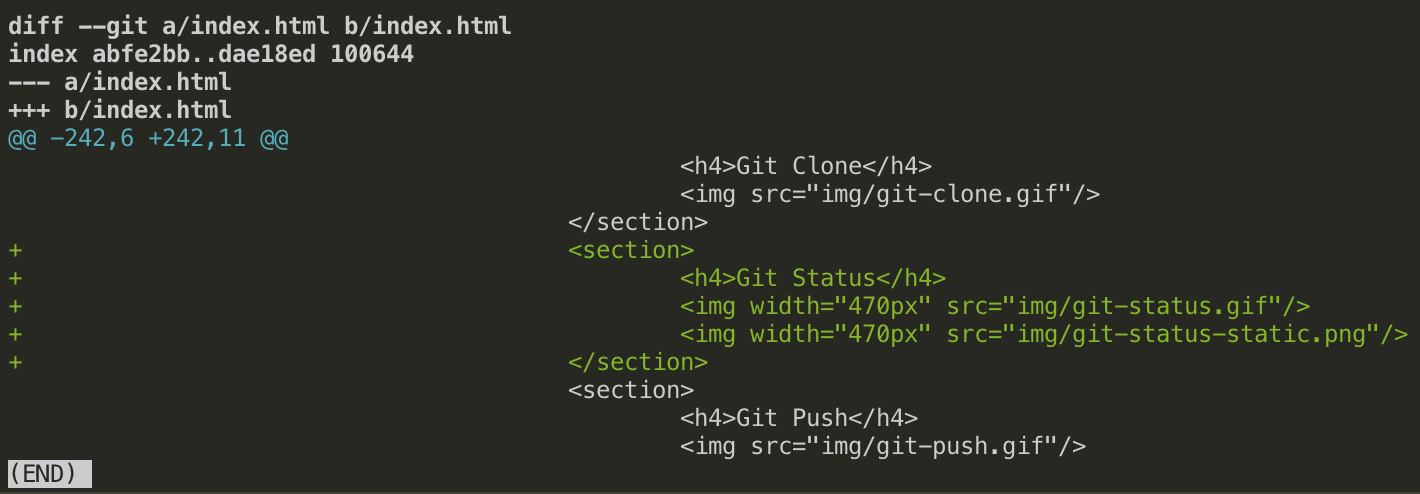 diff --git a/index.html b/index.html
index abfe2bb..dae18ed 100644
--- a/index.html
+++ b/index.html
@@ -242,6 +242,11 @@
                                                <h4>Git Clone</h4>
                                                <img src="img/git-clone.gif"/>
                                        </section>
+                                       <section>
+                                               <h4>Git Status</h4>
+                                               <img width="470px" src="img/git-status.gif"/>
+                                               <img width="470px" src="img/git-status-static.png"/>
+                                       </section>
                                        <section>
                                                <h4>Git Push</h4>
                                                <img src="img/git-push.gif"/>
(END)